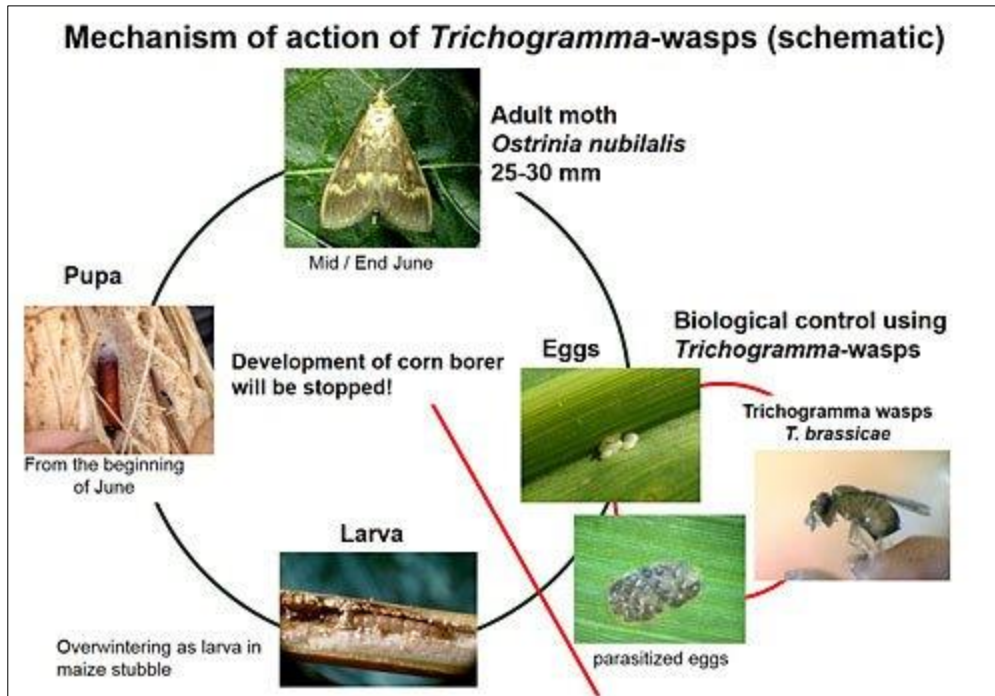 Mechanism of action of Trichogramma-wasps (schematic)
Adult moth
Ostrinia nubilalis
25-30 mm
Mid / End June
Pupa
From the beginning
of June
Development of corn borer
will be stopped!
Eggs
Biological control using
Trichogramma-wasps
Trichogramma wasps
T. brassicae
parasitized eggs
Larva
Overwintering as larva in
maize stubble